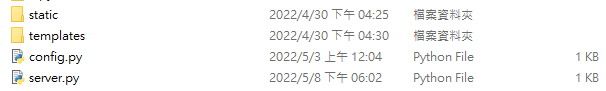 static 2022/4/30 下午 04:25 檔案資料夾
templates 2022/4/30 下午 04:30 檔案資料夾
config.py 2022/5/3 上午 12:04 Python File 1 KB
server.py 2022/5/8 下午 06:02 Python File 1 KB